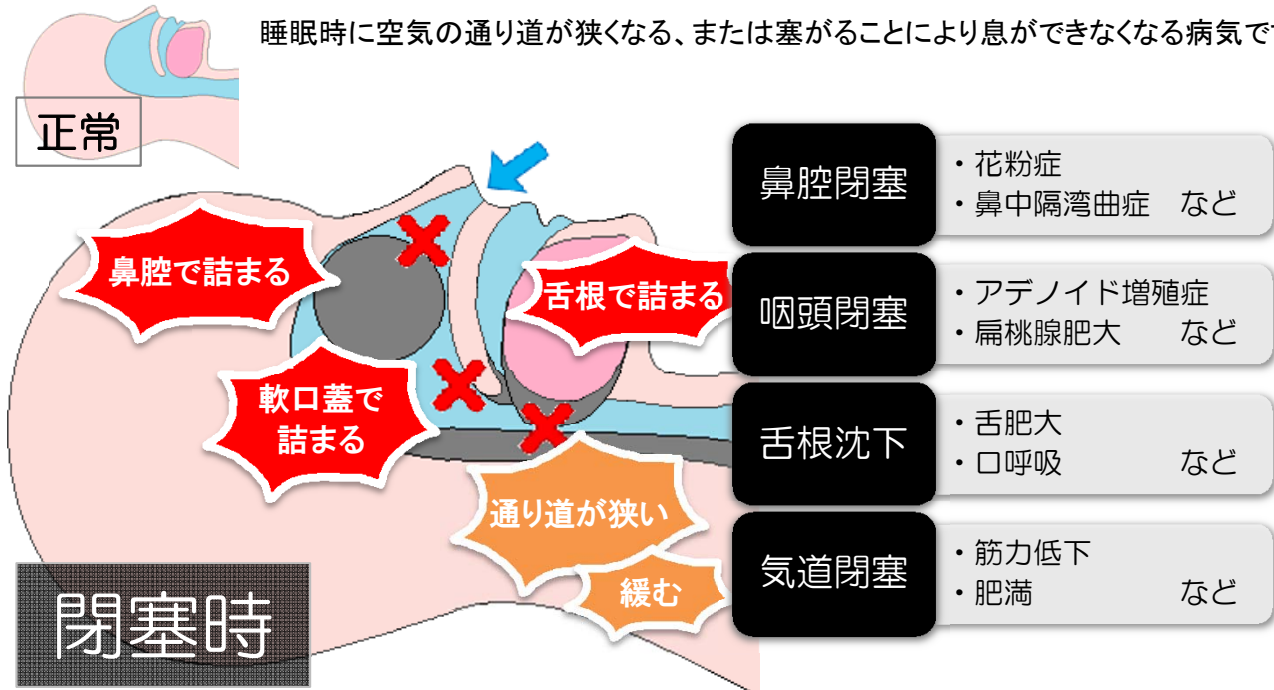 睡眠時に空気の通り道が狭くなる、または塞がることにより息ができなくなる病気で
正常
鼻腔で詰まる
舌根で詰まる
軟口蓋で
詰まる
通り道が狭い
緩む
閉塞時
鼻腔閉塞
・花粉症
・鼻中隔湾曲症 など
咽頭閉塞
・アデノイド増殖症
・扁桃腺肥大 など
舌根沈下
・舌肥大
・口呼吸 など
気道閉塞
・筋力低下
・肥満 など